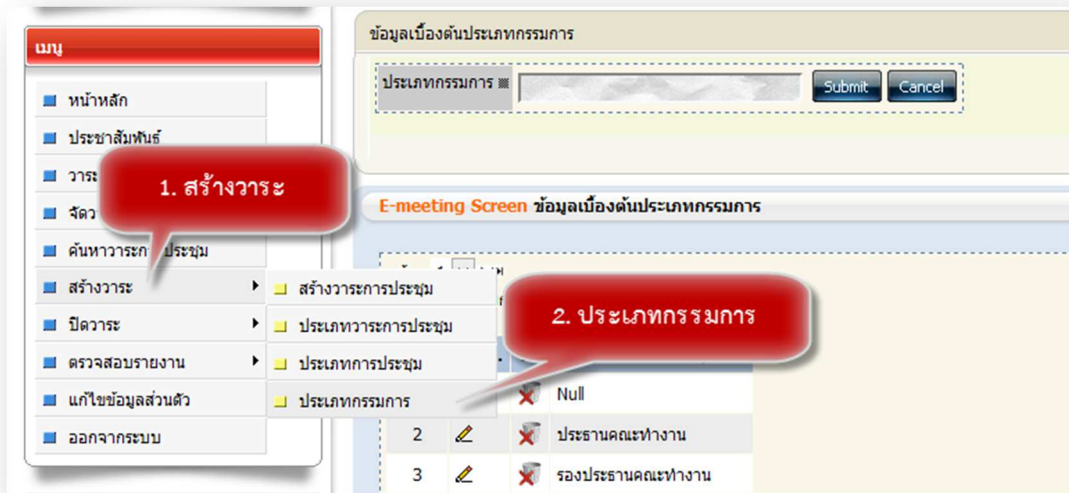 เมนู
หน้าหลัก
ประชาสัมพันธ์
ค้นหาวาระการประชุม
สร้างวาระ
ปิดวาระ
ตรวจสอบรายงาน
แก้ไขข้อมูลส่วนตัว
ออกจากระบบ
1. สร้างวาระ
สร้างวาระการประชุม
ประเภทวาระการประชุม
ประเภทการประชุม
ประเภทกรรมการ
2. ประเภทกรรมการ
ข้อมูลเบื้องต้นประเภทกรรมการ
ประเภทกรรมการ
Submit Cancel
E-meeting Screen ข้อมูลเบื้องต้นประเภทกรรมการ
Null
2 ประธานคณะทำงาน
3 รองประธานคณะทำงาน